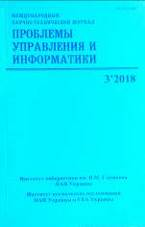 МЕЖДУНАРОДНЫЙ
НАУЧНО-ТЕХНИЧЕСКИЙ ЖУРНАЛ
ПРОБЛЕМЫ
УПРАВЛЕНИЯ И
ИНФОРМАТИКИ
3'2018
Институт кибернетики им. В.М. Глушкова
НАН Украины
Институт космических исследований
НАН Украины и ГКА Украины